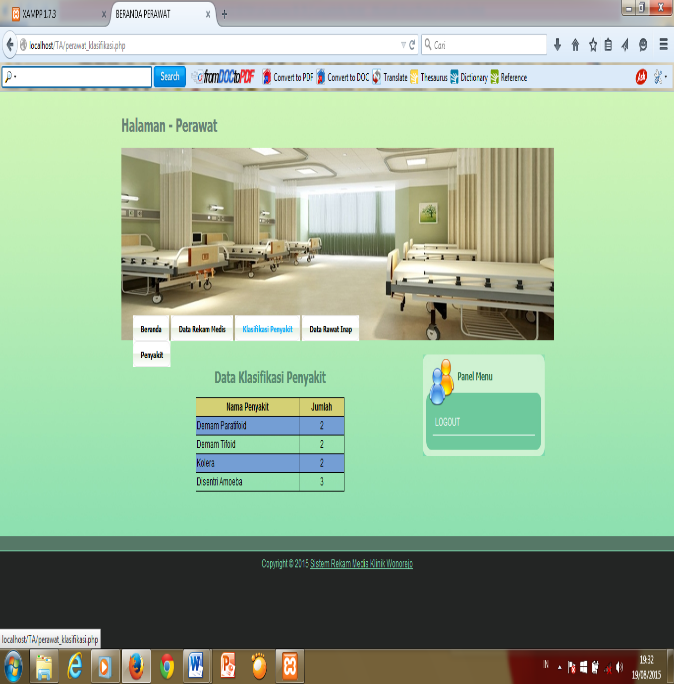 XAMPP 1.7.3
BERANDA PERAWAT
localhost/TA/perawat_klasifikasi.php
Cari
Search fromDOCtoPDF Convert to PDF Convert to DOC Translate Thesaurus Dictionary Reference Ask
Halaman - Perawat
Beranda Data Rekam Medis Klasifikasi Penyakit Data Rawat Inap
Penyakit
Data Klasifikasi Penyakit
Nama Penyakit Jumlah
Demam Paratifoid 2
Demam Tifoid 2
Kolera 2
Disentri Amoeba 3
Panel Menu
LOGOUT
Copyright © 2015 Sistem Rekam Media Klinik Wonorejo
localhost/TA/perawat_klasifikasi.php
IN
19:32
19/08/2015